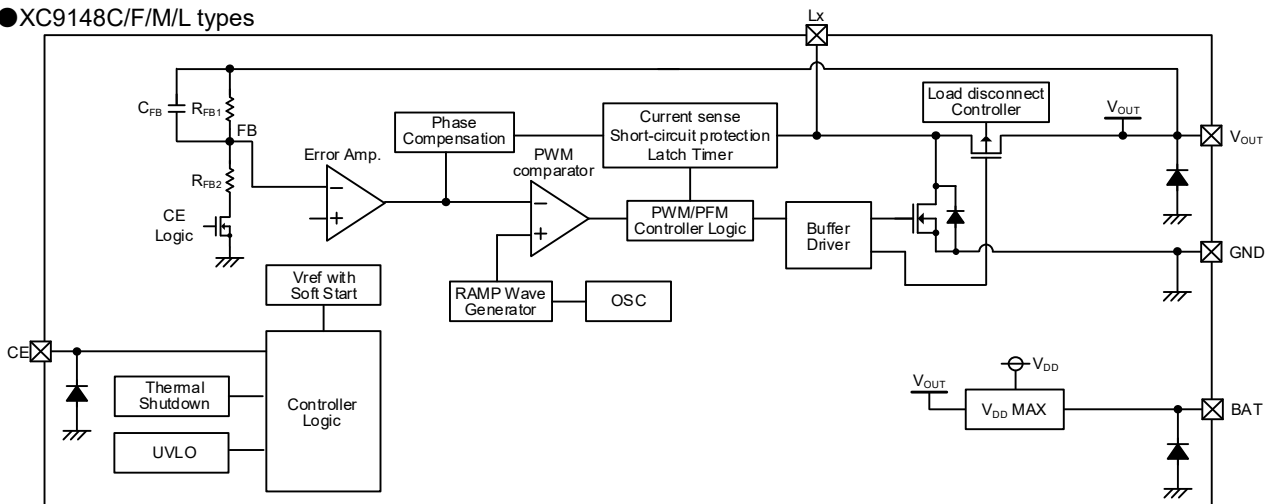 ●XC9148C/F/M/L types
Lx
CFB
RFB1
FB
RFB2
CE
Logic
Error Amp.
Phase
Compensation
PWM
comparator
Current sense
Short-circuit protection
Latch Timer
PWM/PFM
Controller Logic
Buffer
Driver
Load disconnect
Controller
VOUT
VOUT
GND
Vref with
Soft Start
RAMP Wave
Generator
OSC
CE
Thermal
Shutdown
UVLO
Controller
Logic
VOUT
VDD
VDD MAX
BAT